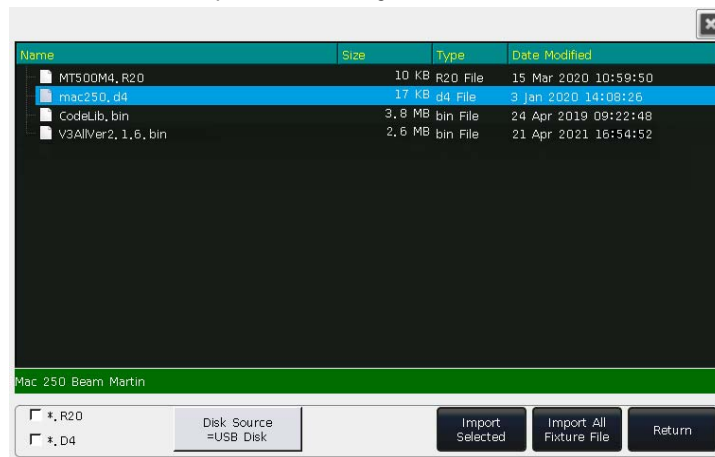 Name Size Type Date Modified
MT500M4.R20 10 KB R20 File 15 Mar 2020 10:59:50
mac250.d4 17 KB d4 File 3 Jan 2020 14:08:26
CodeLib.bin 3.8 MB bin File 24 Apr 2019 09:22:48
V3AllVer2.1.6.bin 2.6 MB bin File 21 Apr 2021 16:54:52
Mac 250 Beam Martin
*.R20
*.D4
Disk Source
=USB Disk
Import
Selected
Import All
Fixture File
Return